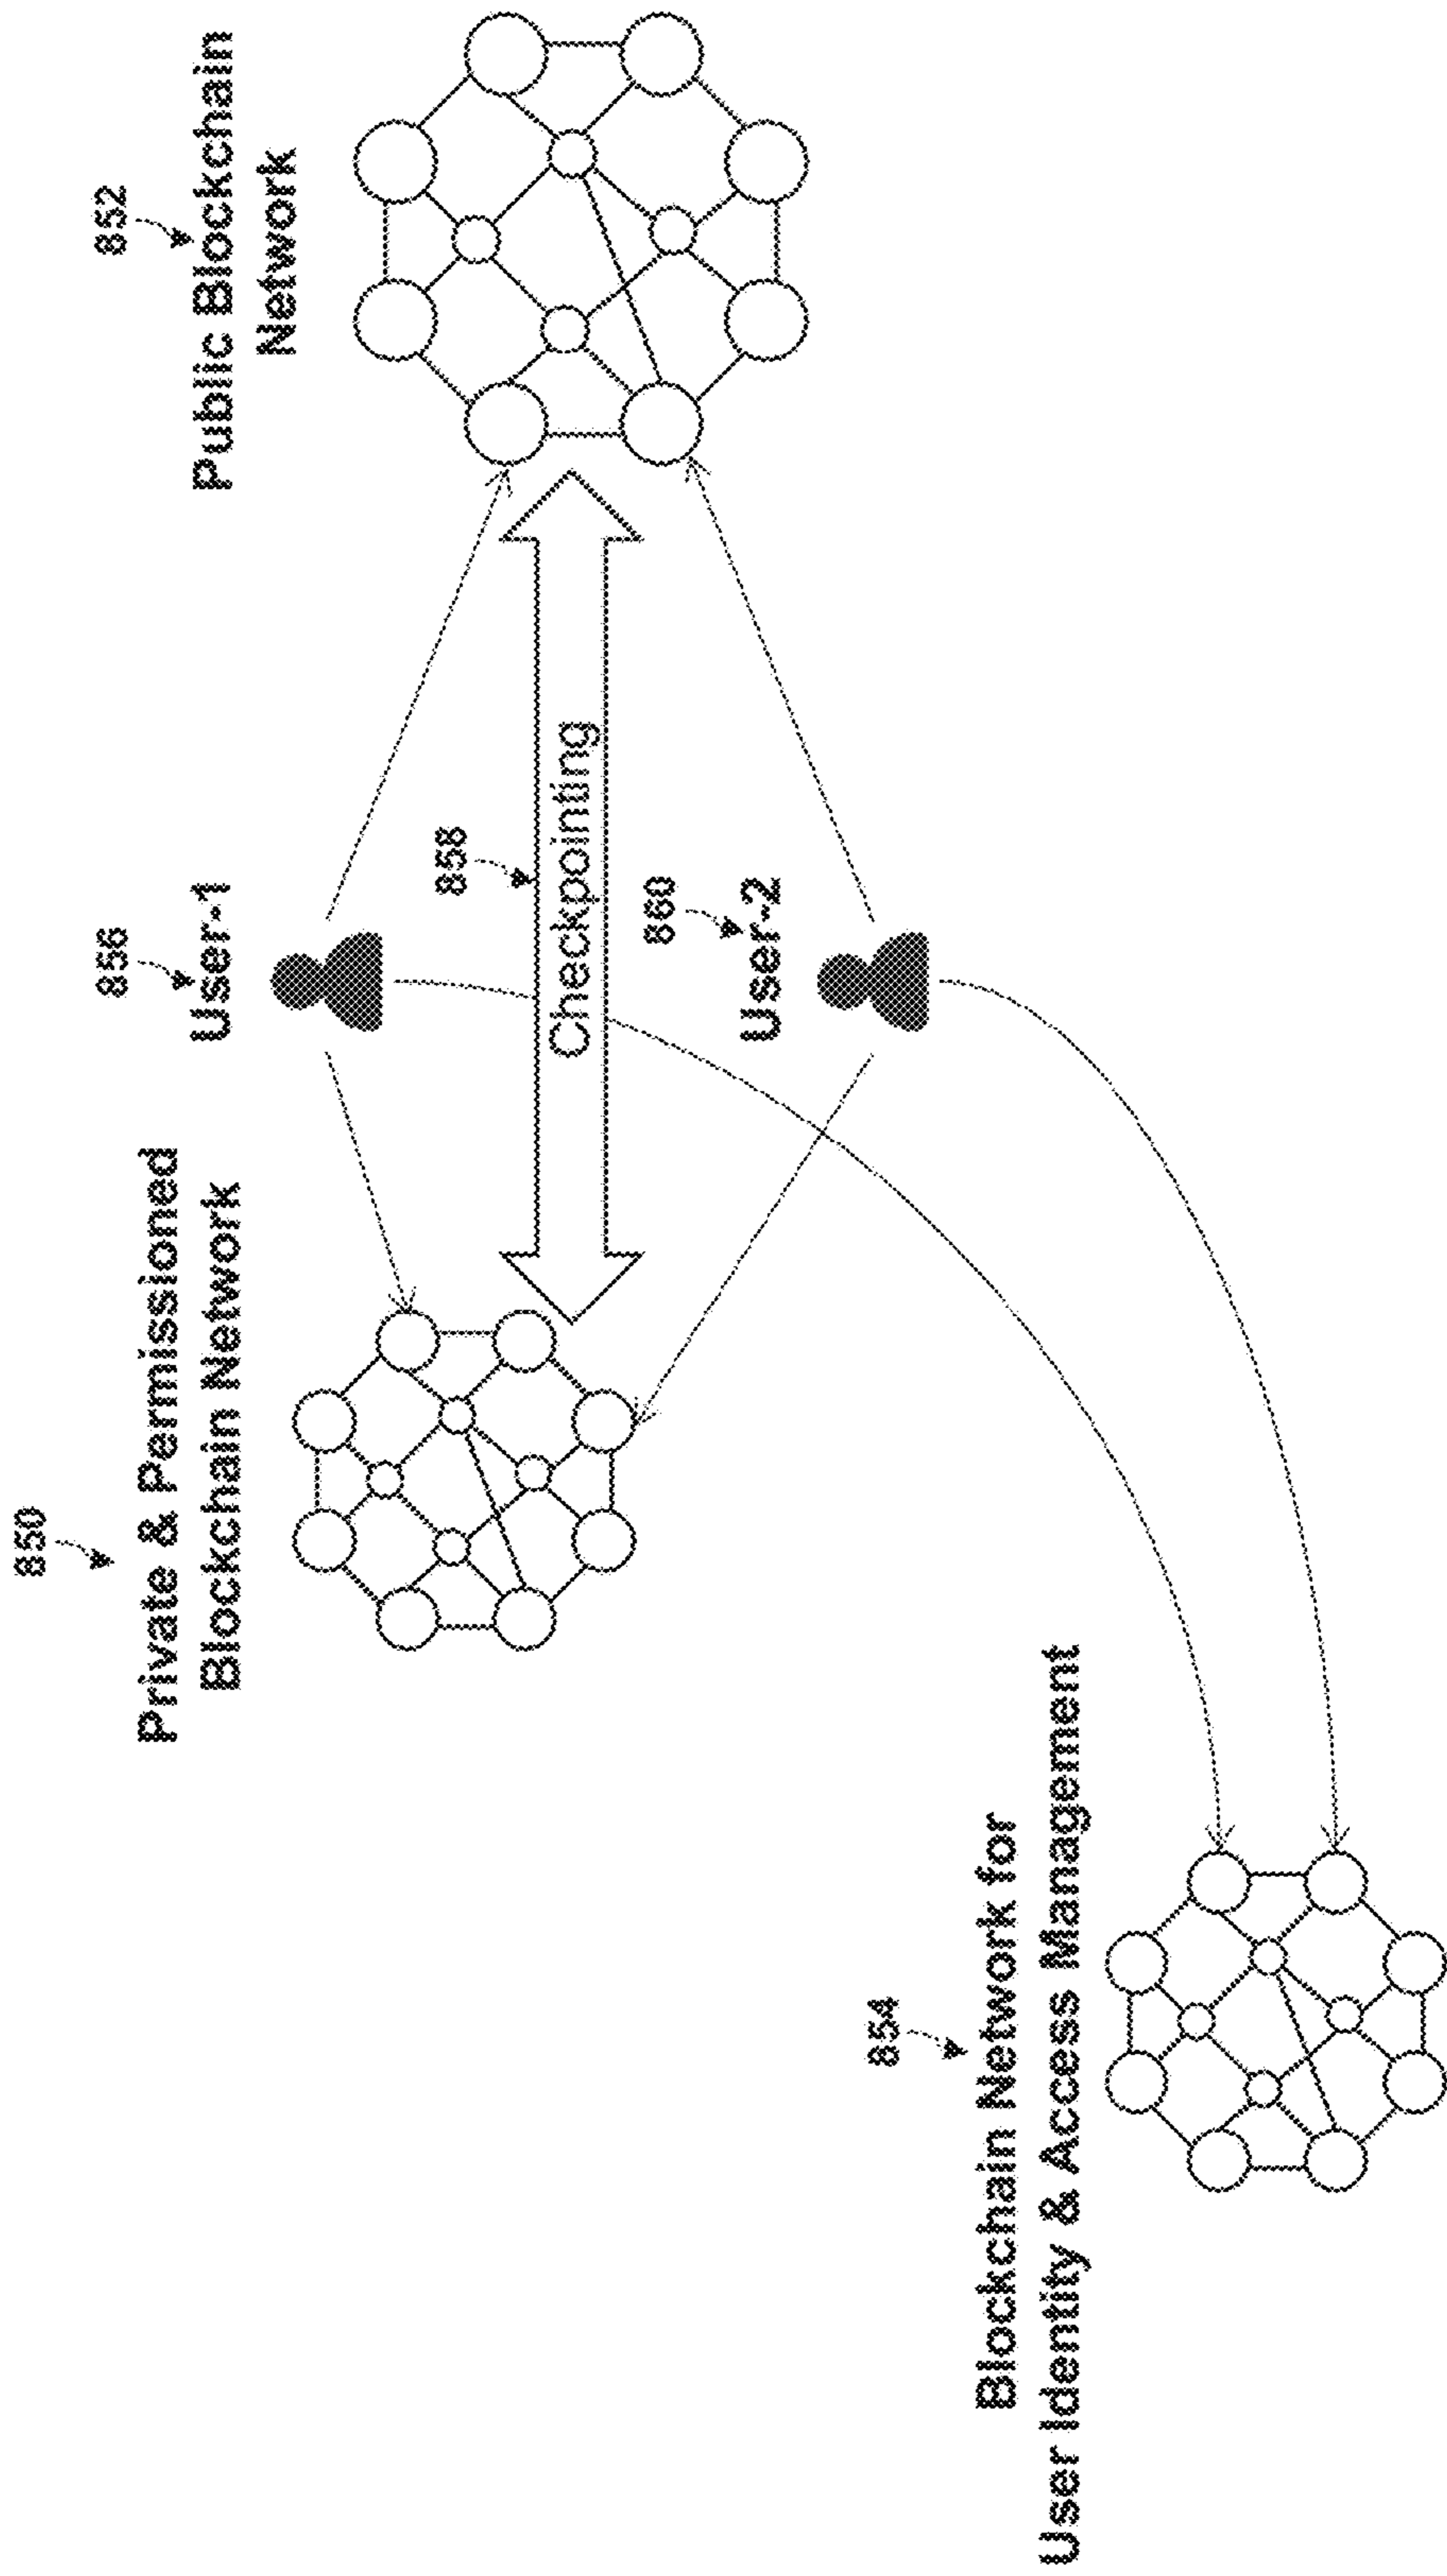 850
Private & Permissioned
Blockchain Network
856
User-1
852
Public Blockchain
Network
858
Checkpointing
860
User-2
854
Blockchain Network for
User Identity & Access Management